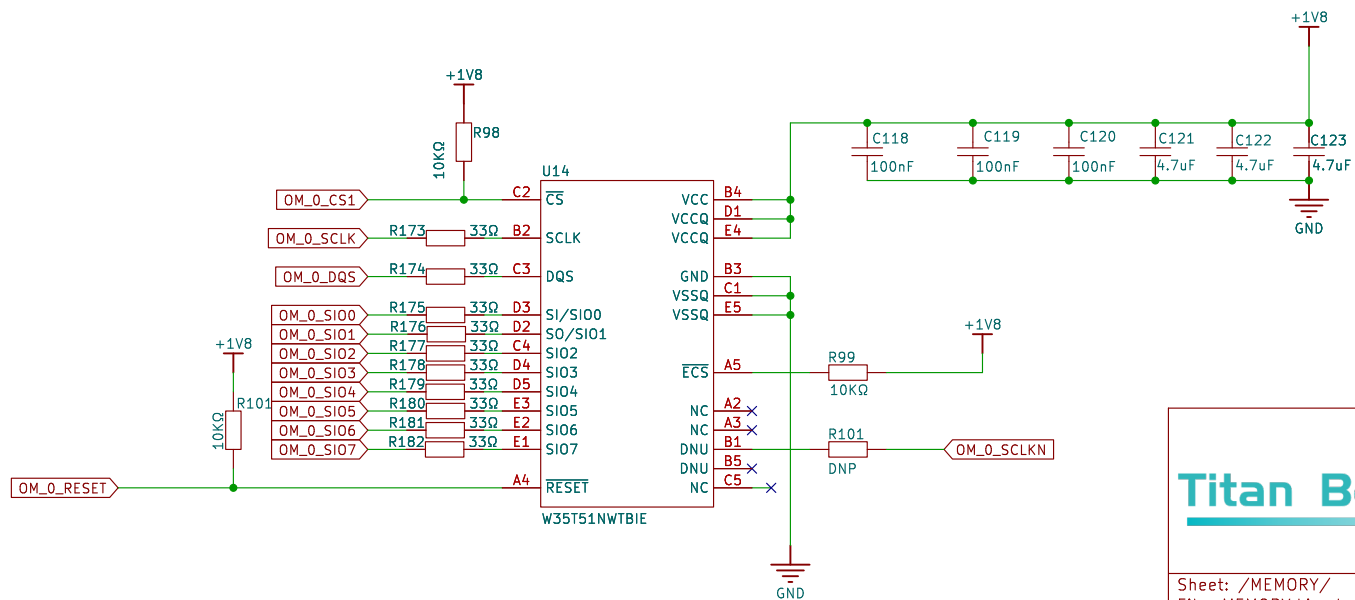 +1V8
+1V8
R98
10KΩ
C118
100nF
C119
100nF
C120
100nF
C121
4.7uF
C122
4.7uF
C123
4.7uF
GND
U14
OM_0_CS1
C2
CS
VCC
B4
VCCQ
D1
OM_0_SCLK
R173
33Ω
B2
SCLK
VCCQ
E4
OM_0_DQS
R174
33Ω
C3
DQS
GND
B3
VSSQ
C1
OM_0_SIO0
R175
33Ω
D3
SI/SIO0
VSSQ
E5
OM_0_SIO1
R176
33Ω
D2
SO/SIO1
+1V8
OM_0_SIO2
R177
33Ω
C4
SIO2
+1V8
OM_0_SIO3
R178
33Ω
D4
SIO3
ECS
A5
R99
10KΩ
OM_0_SIO4
R179
33Ω
D5
SIO4
R101
10KΩ
OM_0_SIO5
R180
33Ω
E3
SIO5
NC
A2
OM_0_SIO6
R181
33Ω
E2
SIO6
NC
A3
OM_0_SIO7
R182
33Ω
E1
SIO7
DNU
B1
R101
DNP
OM_0_SCLKN
DNU
B5
OM_0_RESET
A4
RESET
NC
C5
W35T51NWTBIE
GND
Titan B
Sheet: /MEMORY/